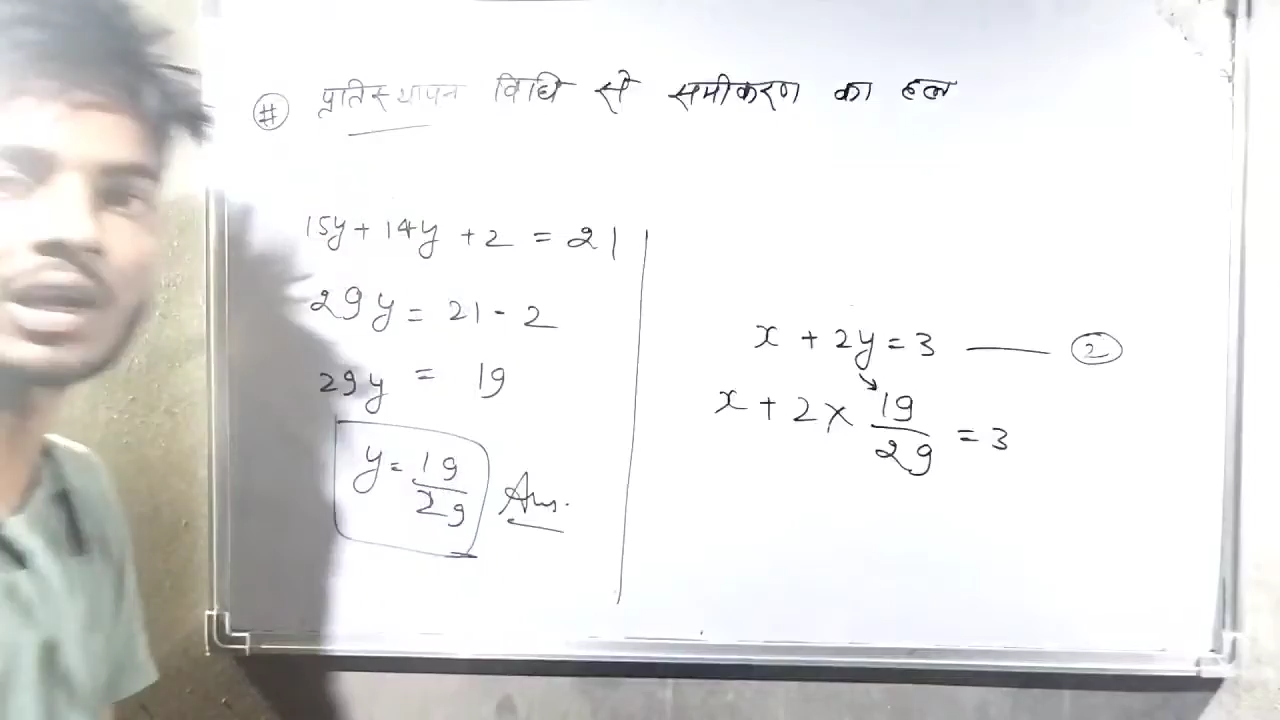 # प्रतिस्थापन विधि से समीकरण का हल
15y + 14y + 2 = 21
29y = 21 - 2
29y = 19
y = 19/29 Ans.
x + 2y = 3 —— 2
x + 2 × 19/29 = 3